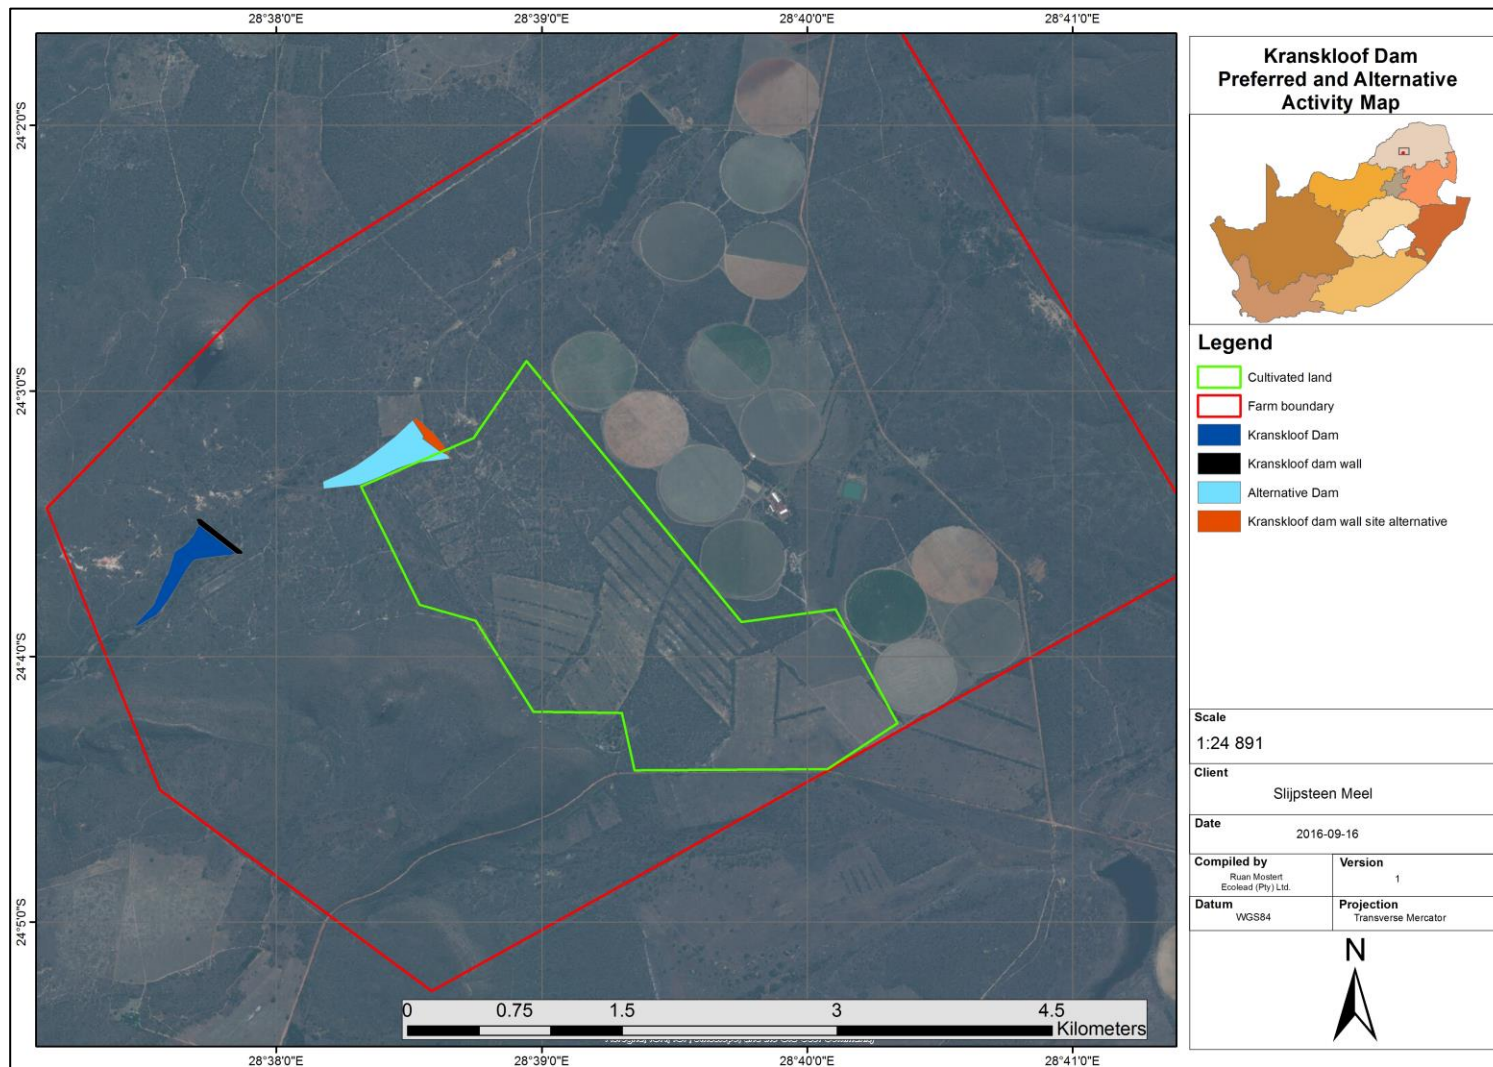 28°38'0"E
28°39'0"E
28°40'0"E
28°41'0"E
24°2'0"S
24°3'0"S
24°4'0"S
24°5'0"S
0 0.75 1.5 3 4.5
Kilometers
28°38'0"E
28°39'0"E
28°40'0"E
28°41'0"E
Kranskloof Dam
Preferred and Alternative
Activity Map
Legend
Cultivated land
Farm boundary
Kranskloof Dam
Kranskloof dam wall
Alternative Dam
Kranskloof dam wall site alternative
Scale
1:24 891
Client
Slijpsteen Meel
Date
2016-09-16
Compiled by
Ruan Mostert
Ecolead (Pty) Ltd.
Version
1
Datum
WGS84
Projection
Transverse Mercator
N